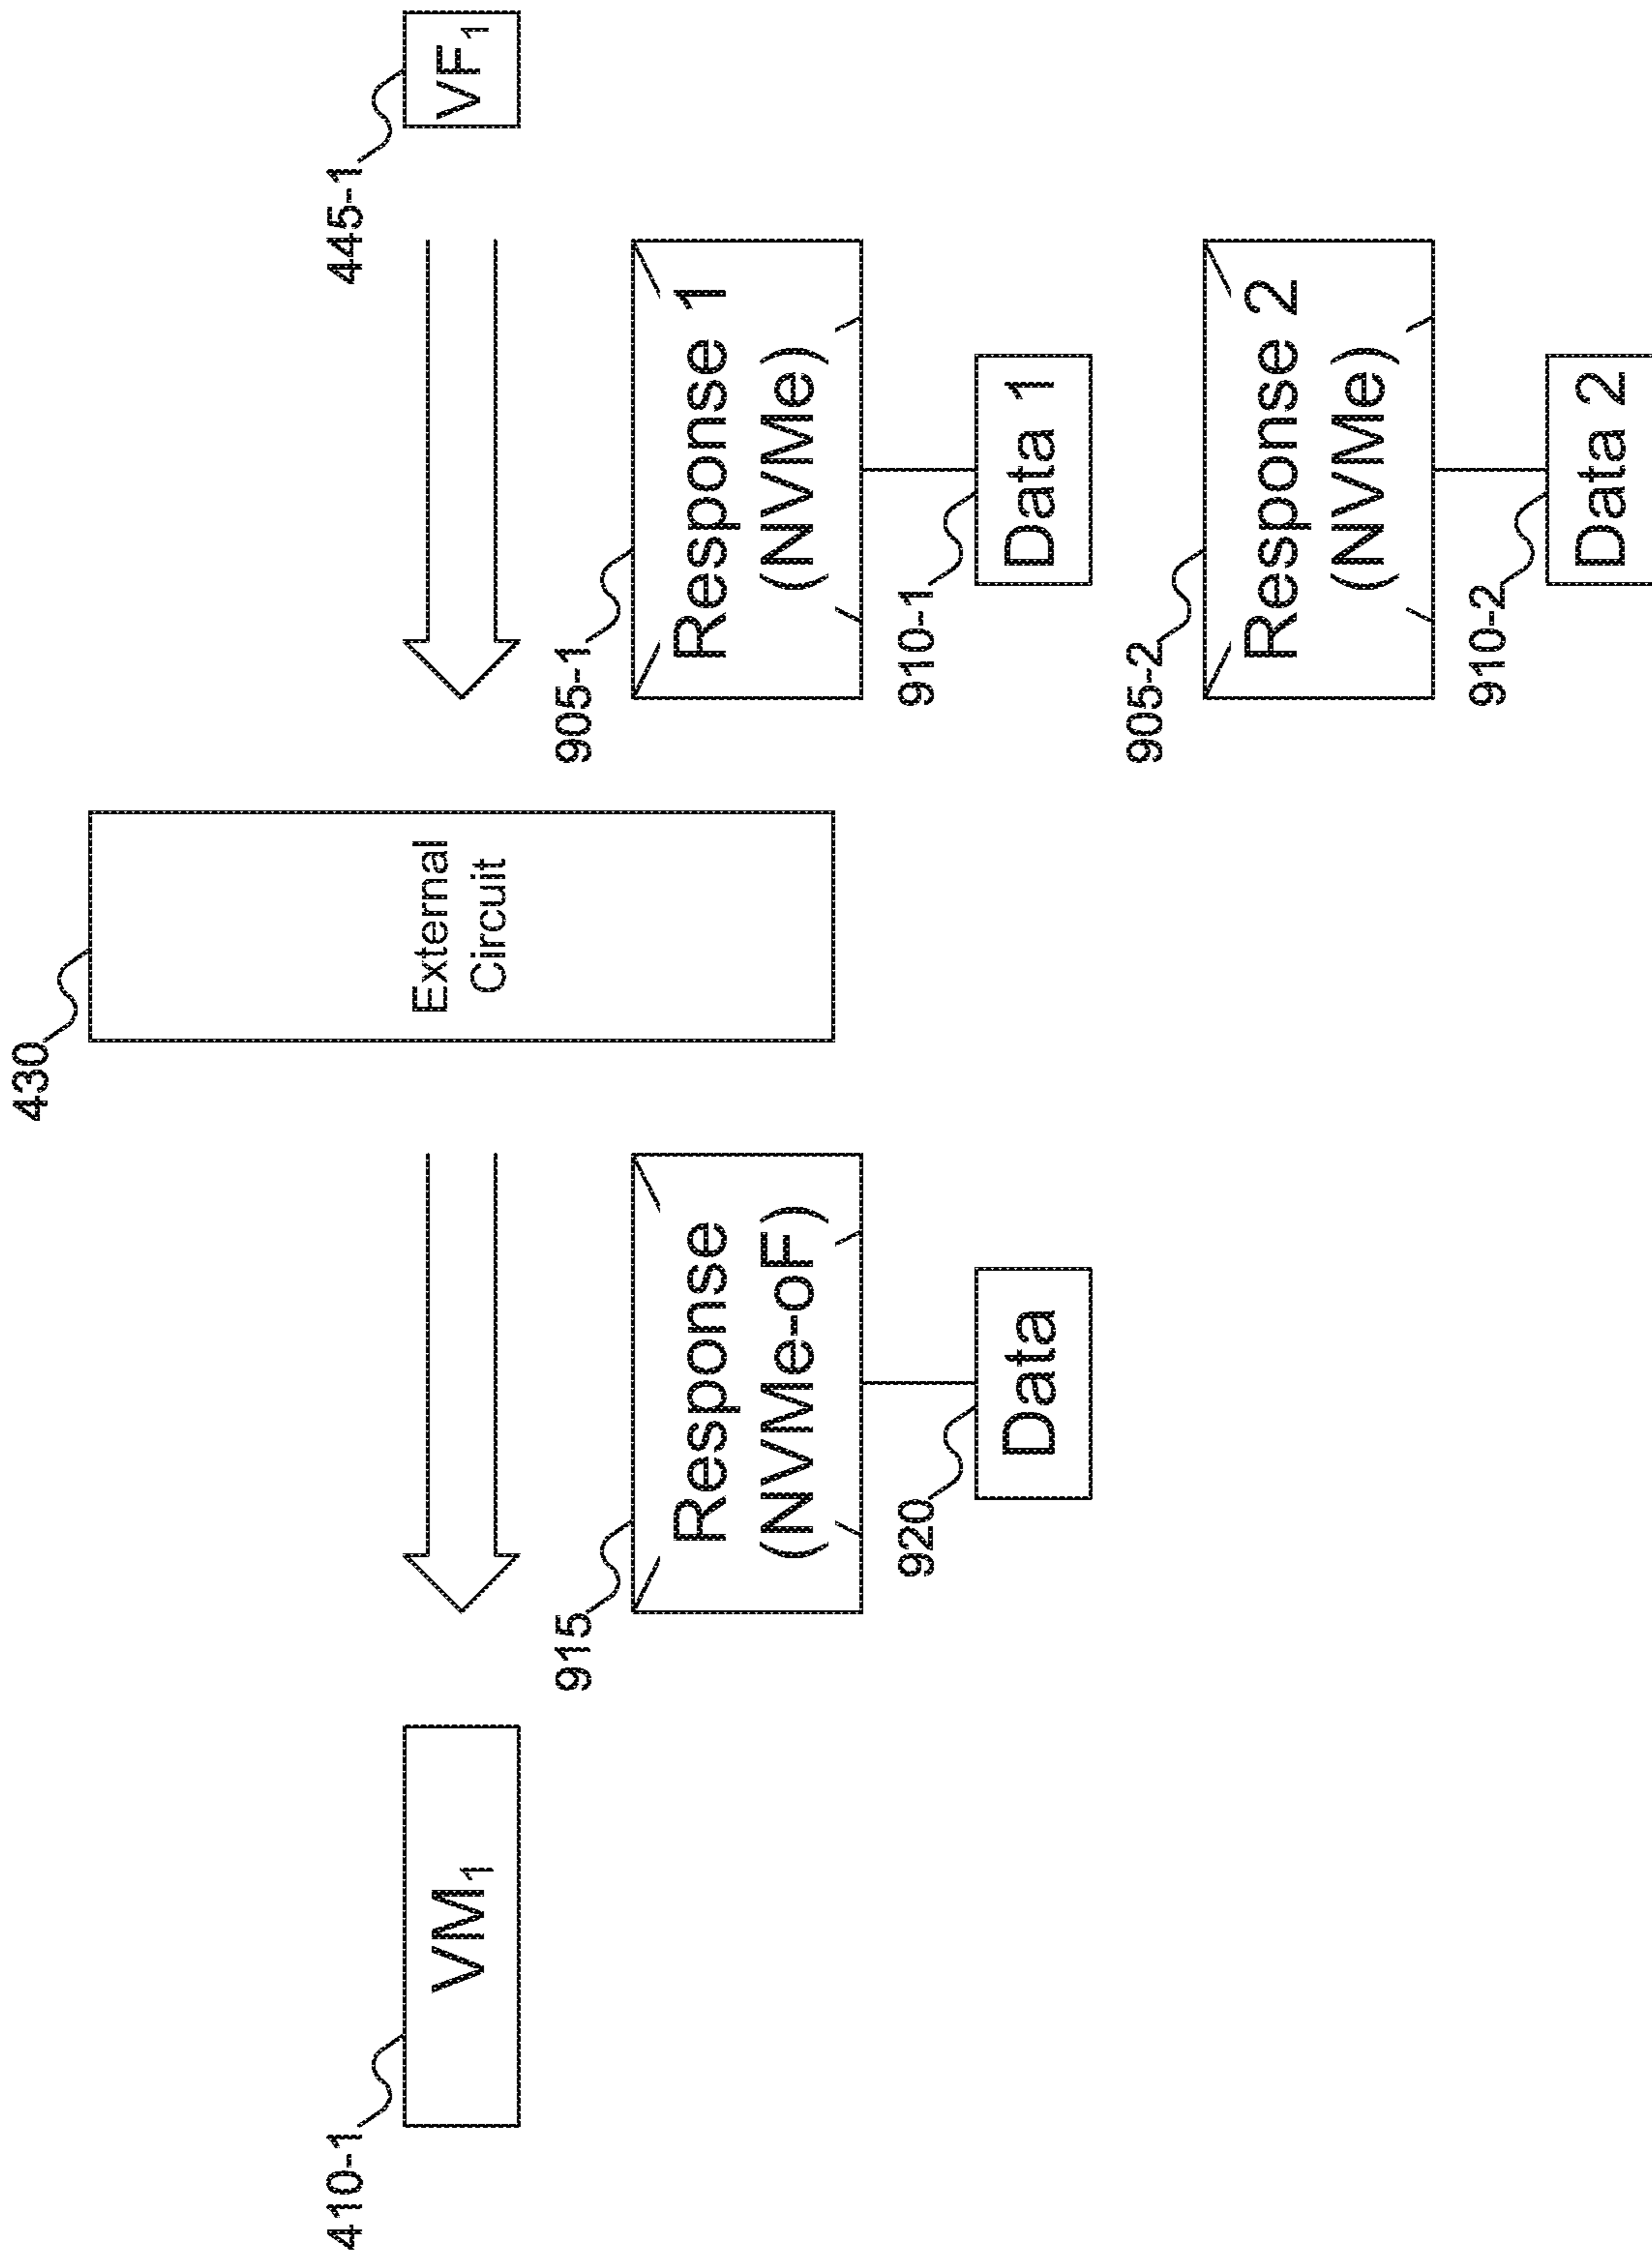 430
410-1
445-1
VM₁
External
Circuit
VF₁
915
Response
(NVMe-oF)
920
Data
905-1
Response 1
(NVMe)
910-1
Data 1
905-2
Response 2
(NVMe)
910-2
Data 2